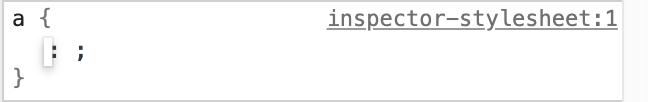 a { inspector-stylesheet:1
: ;
}